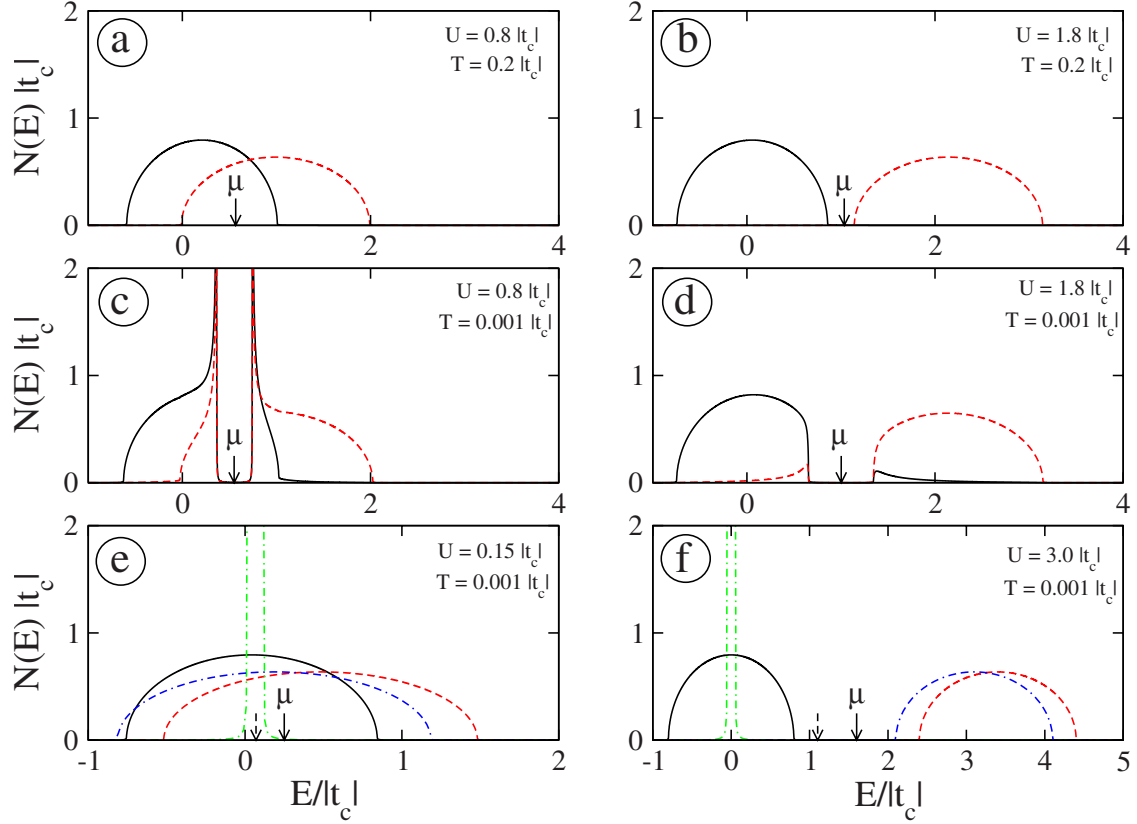 a
U = 0.8 |t_c|
T = 0.2 |t_c|
μ
N(E) |t_c|
2
1
0
0 2 4
b
U = 1.8 |t_c|
T = 0.2 |t_c|
μ
0 2 4
c
U = 0.8 |t_c|
T = 0.001 |t_c|
μ
N(E) |t_c|
2
1
0
0 2 4
d
U = 1.8 |t_c|
T = 0.001 |t_c|
μ
0 2 4
e
U = 0.15 |t_c|
T = 0.001 |t_c|
μ
N(E) |t_c|
2
1
0
-1 0 1 2
E/|t_c|
f
U = 3.0 |t_c|
T = 0.001 |t_c|
μ
-1 0 1 2 3 4 5
E/|t_c|